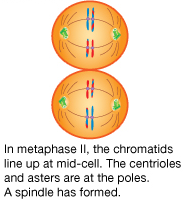 In metaphase II, the chromatids
line up at mid-cell. The centrioles
and asters are at the poles.
A spindle has formed.